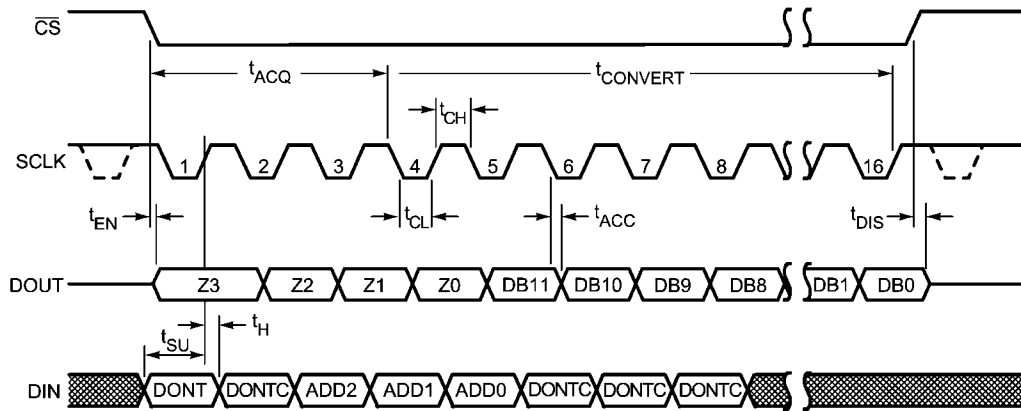 CS
tACQ
tCONVERT
tCH
SCLK
1 2 3 4 5 6 7 8 16
tEN
tCL
tACC
tDIS
DOUT
Z3 Z2 Z1 Z0 DB11 DB10 DB9 DB8 DB1 DB0
tSU
tH
DIN
DONT DONTC ADD2 ADD1 ADD0 DONTC DONTC DONTC